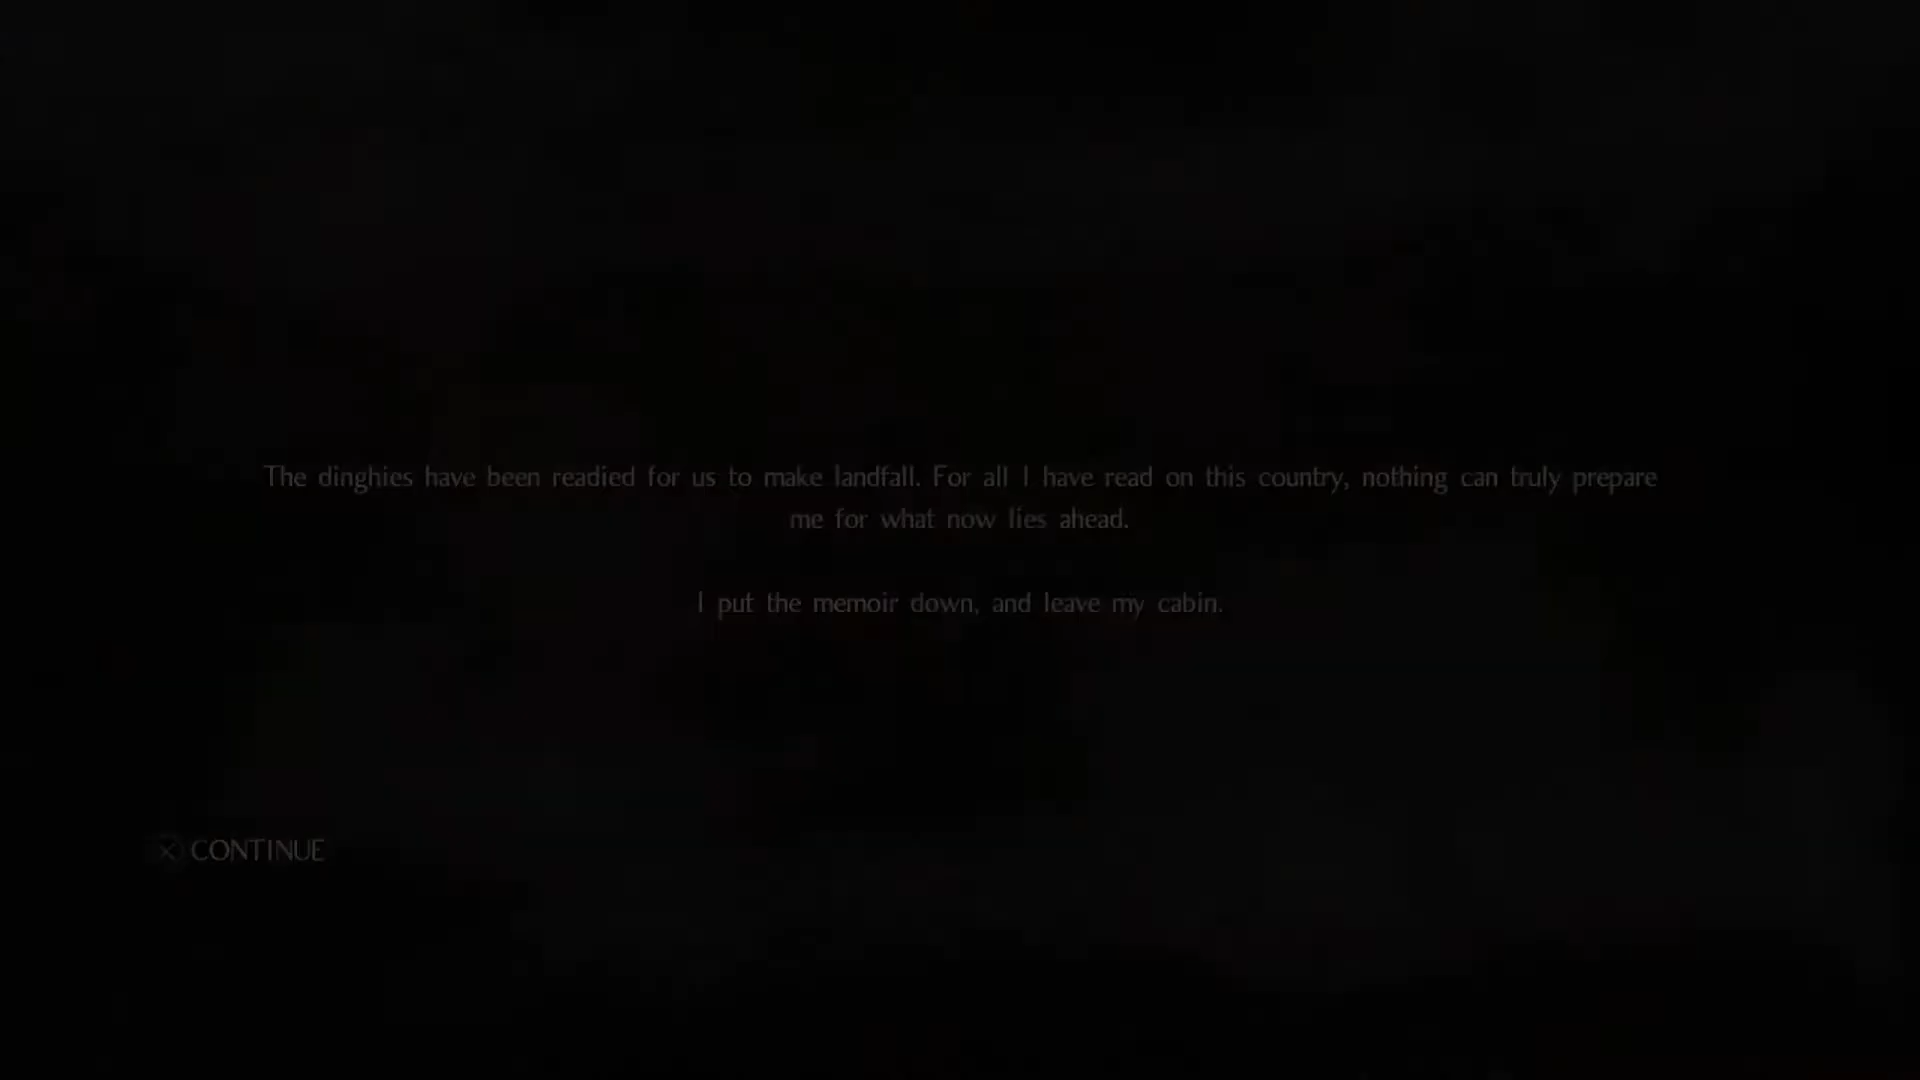 The dinghies have been readied for us to make landfall. For all I have read on this country, nothing can truly prepare
me for what now lies ahead.
I put the memoir down, and leave my cabin.
CONTINUE